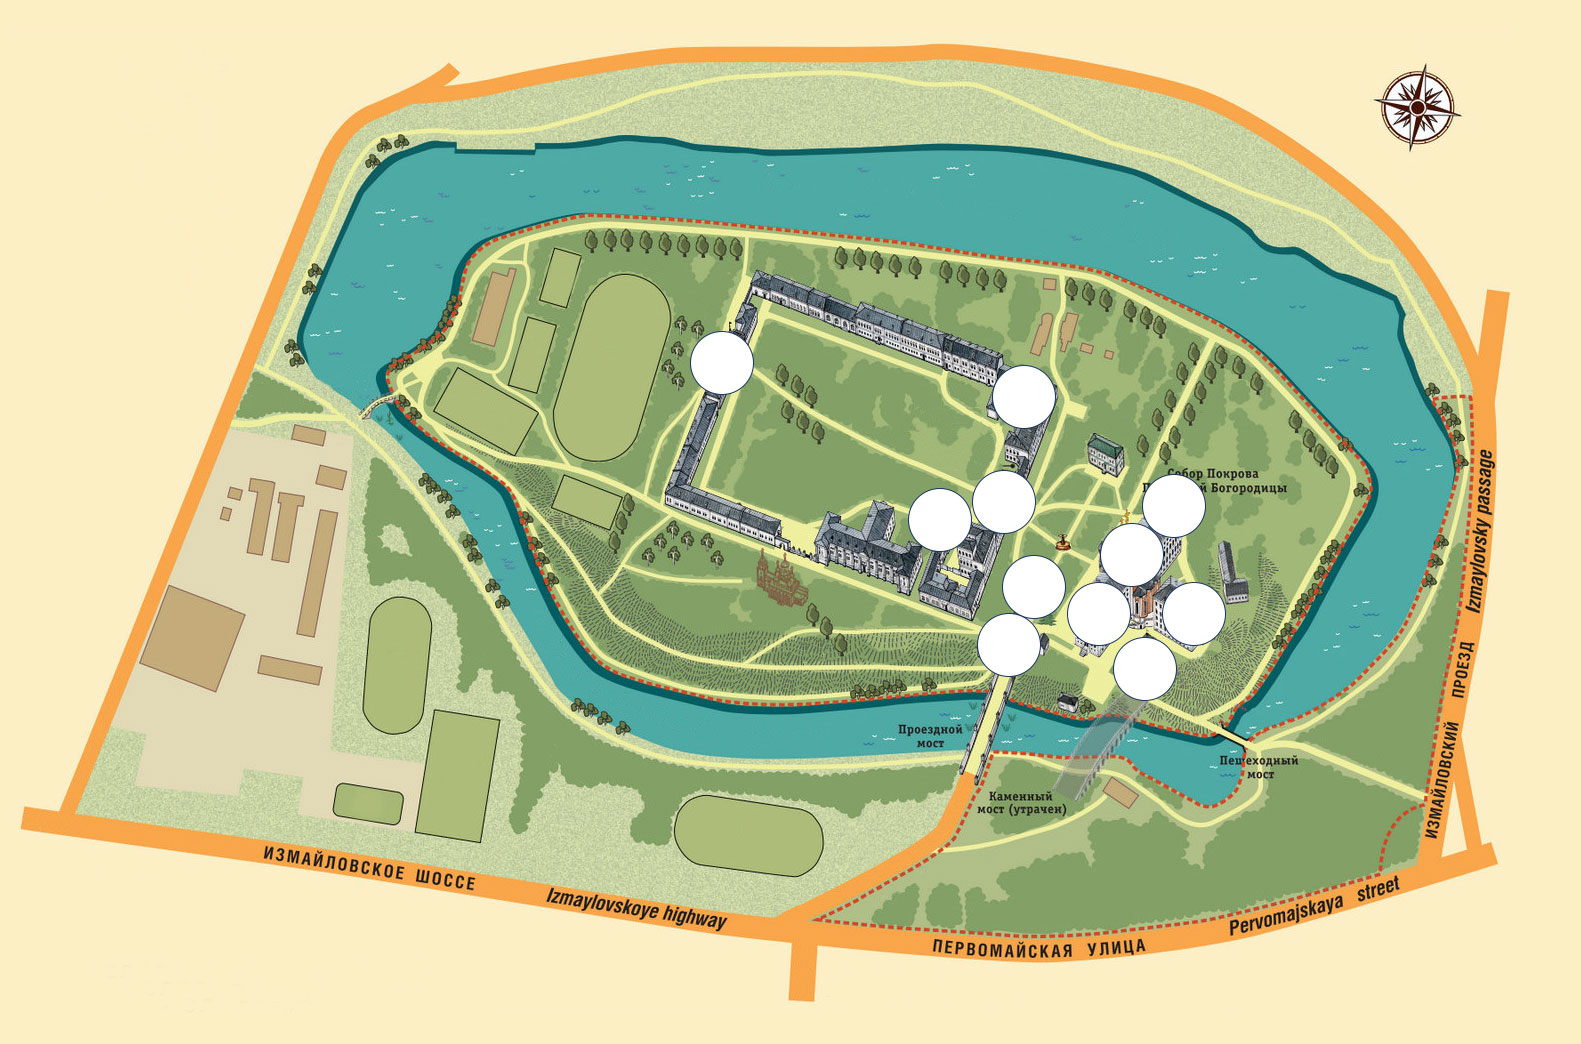 Собор Покрова
Богородицы
Izmaylovsky passage
ИЗМАЙЛОВСКИЙ ПРОЕЗД
Проездной
мост
Пешеходный
мост
Каменный
мост (утрачен)
ИЗМАЙЛОВСКОЕ ШОССЕ
Izmaylovskoye highway
ПЕРВОМАЙСКАЯ УЛИЦА
Pervomajskaya street